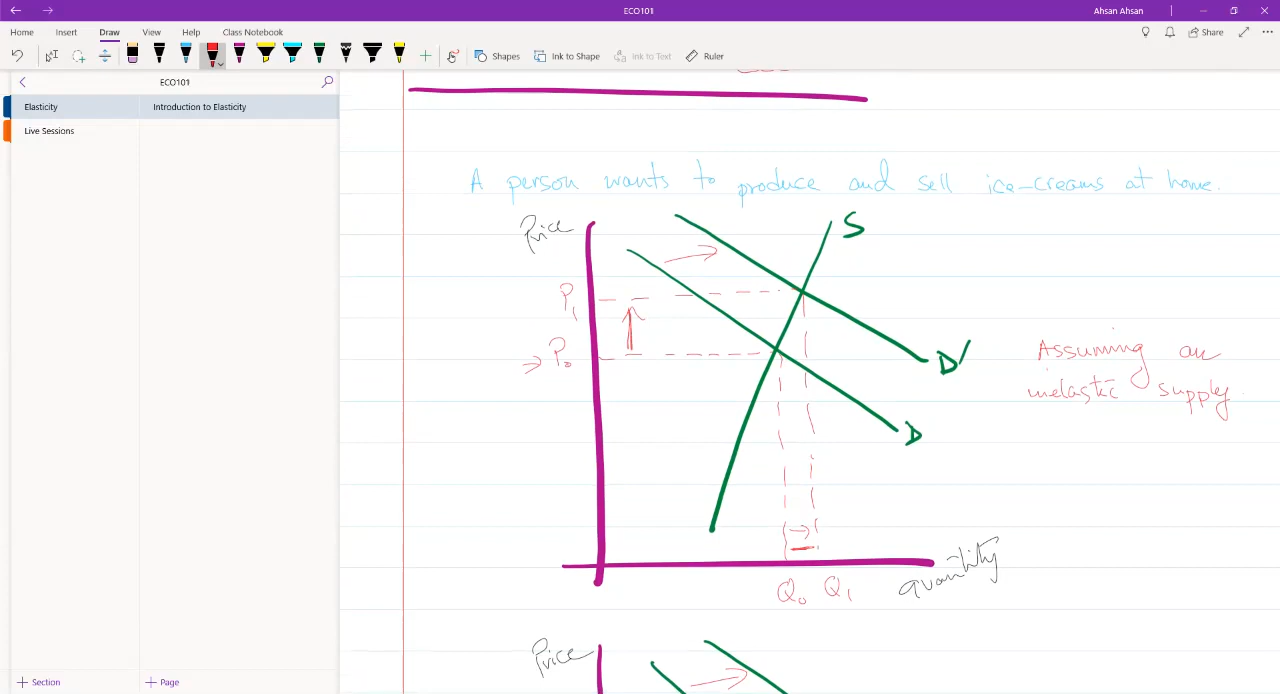 ECO101
Ahsan Ahsan
Home Insert Draw View Help Class Notebook
Share
Shapes Ink to Shape Ink to Text Ruler
ECO101
Elasticity
Introduction to Elasticity
Live Sessions
A person wants to produce and sell ice-creams at home.
Price
S
P1
P0
D'
Assuming an
inelastic supply
D
Q0 Q1
quantity
Price
Section
Page